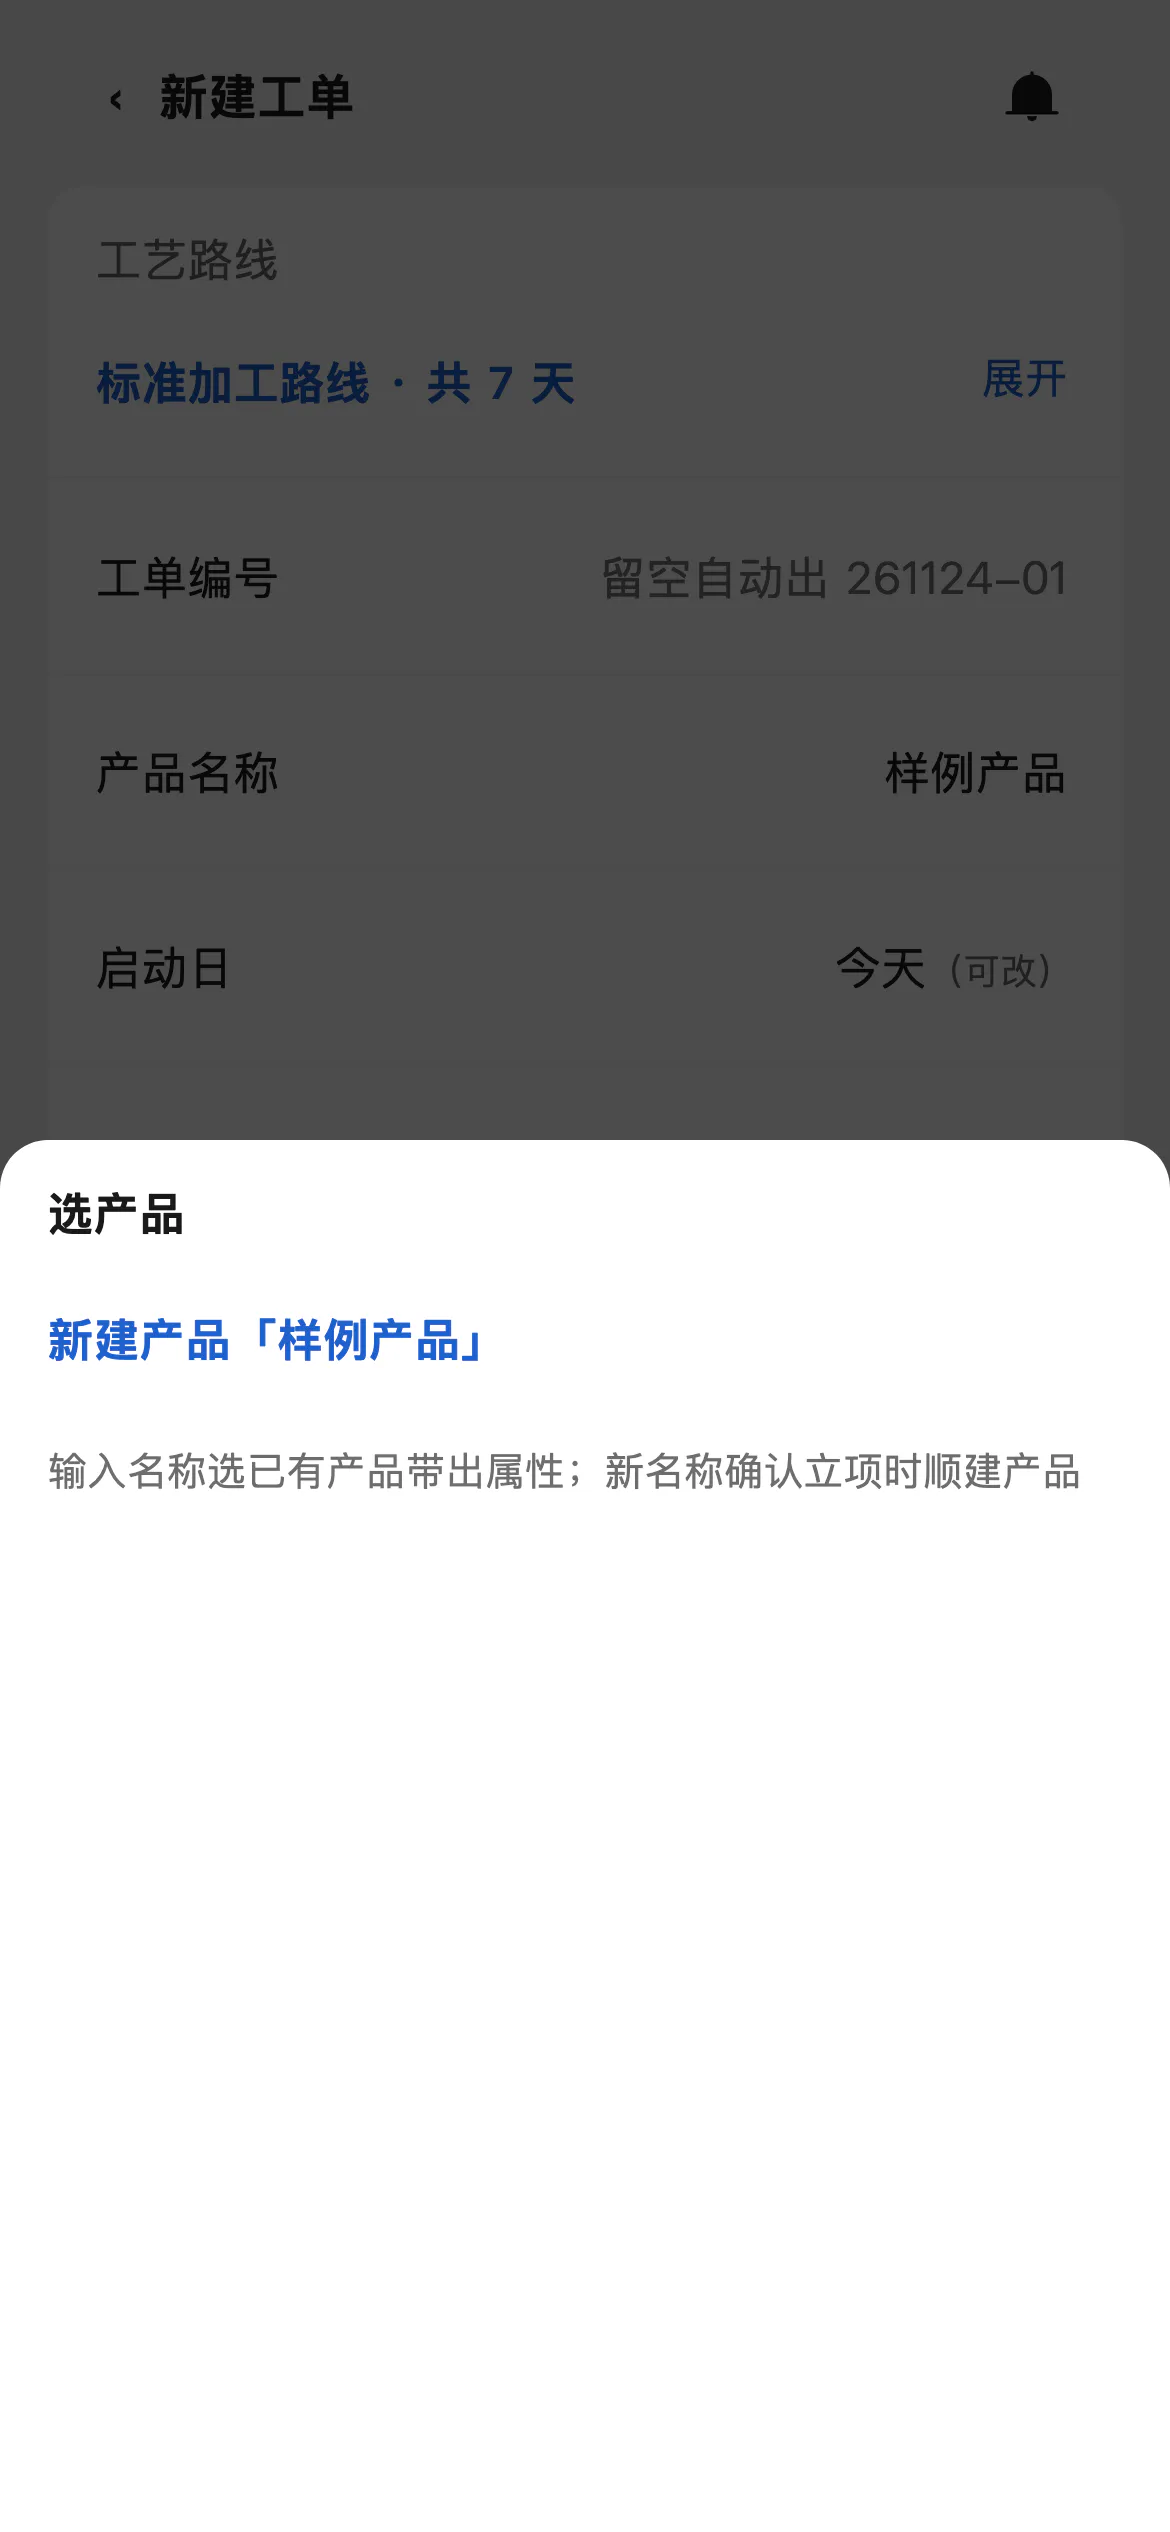 ‹ 新建工单
工艺路线
标准加工路线 · 共 7 天 展开
工单编号 留空自动出 261124–01
产品名称 样例产品
启动日 今天（可改）
选产品
新建产品「样例产品」
输入名称选已有产品带出属性；新名称确认立项时顺建产品